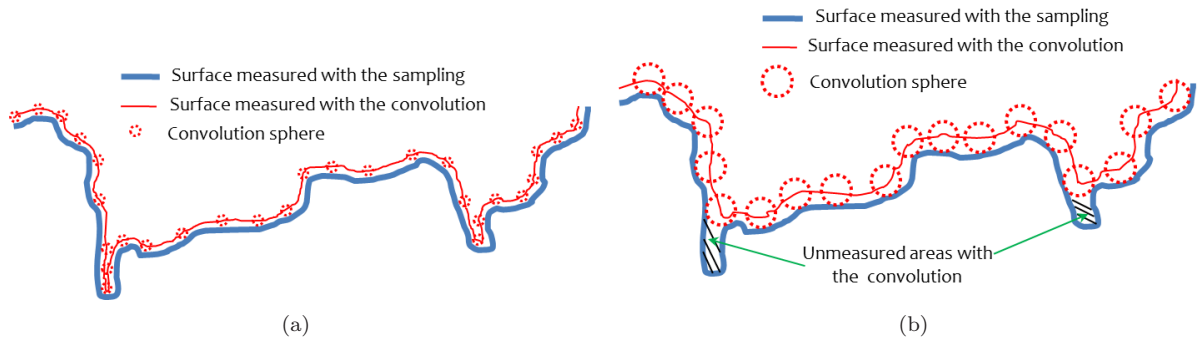 Surface measured with the sampling
Surface measured with the convolution
Convolution sphere
(a)
Surface measured with the sampling
Surface measured with the convolution
Convolution sphere
Unmeasured areas with
the convolution
(b)